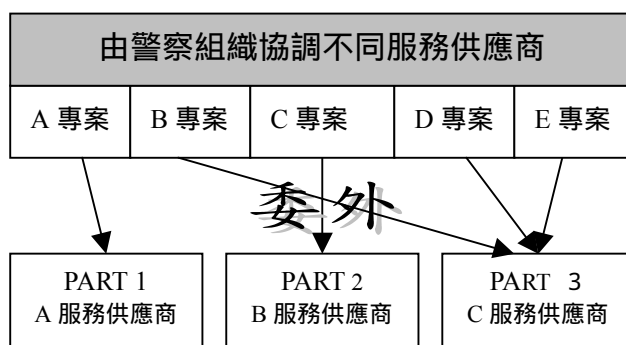 由警察組織協調不同服務供應商
A 專案 B 專案 C 專案 D 專案 E 專案
委外
PART 1 PART 2 PART 3
A 服務供應商 B 服務供應商 C 服務供應商